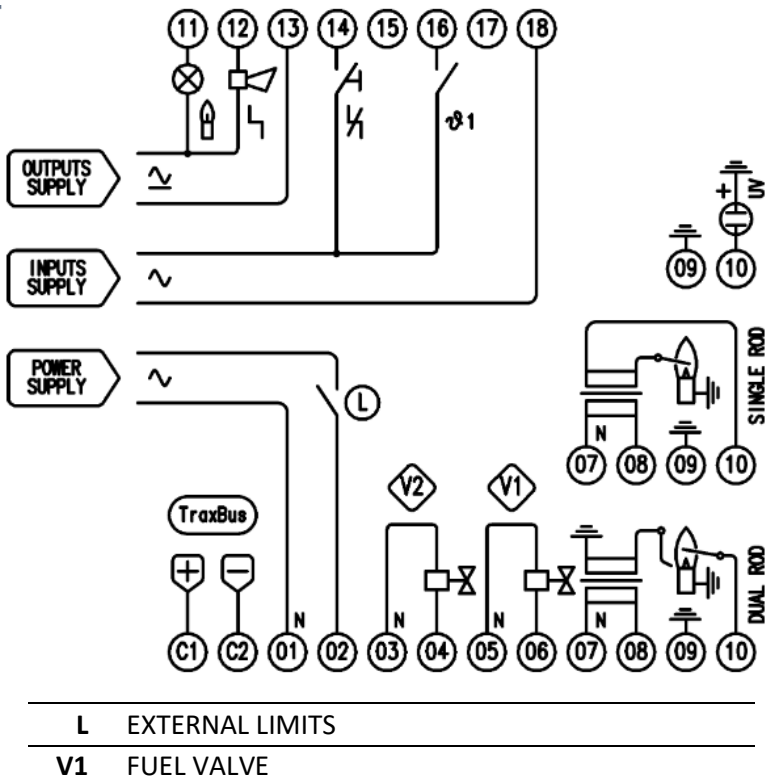 11 12 13 14 15 16 17 18
ϑ1
OUTPUTS
SUPPLY
+ UV
INPUTS
SUPPLY
09 10
POWER
SUPPLY
L
SINGLE ROD
N
07 08 09 10
V2 V1
TraxBus
+ −
DUAL ROD
N N N N
C1 C2 01 02 03 04 05 06 07 08 09 10
L EXTERNAL LIMITS
V1 FUEL VALVE